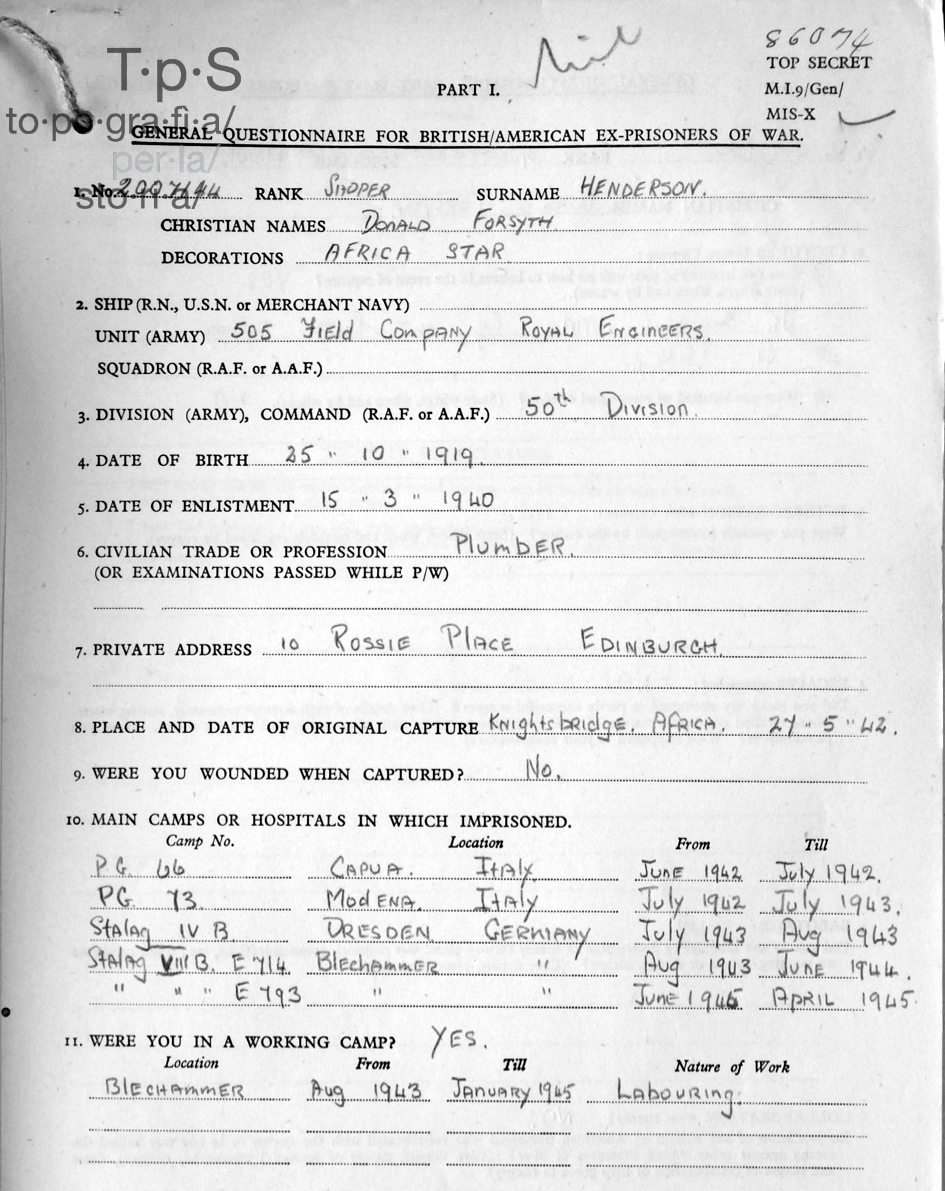 T·p·S
to·po·gra·fi·a/
per·la/
sto·ri·a/
Nil
86074
TOP SECRET
M.I.9/Gen/
MIS-X
PART I.
GENERAL QUESTIONNAIRE FOR BRITISH/AMERICAN EX-PRISONERS OF WAR.
1. No. RANK SAPPER SURNAME HENDERSON.
CHRISTIAN NAMES DONALD FORSYTH
DECORATIONS AFRICA STAR
2. SHIP (R.N., U.S.N. or MERCHANT NAVY)
UNIT (ARMY) 505 Field Company Royal Engineers.
SQUADRON (R.A.F. or A.A.F.)
3. DIVISION (ARMY), COMMAND (R.A.F. or A.A.F.) 50th Division.
4. DATE OF BIRTH 25 " 10 " 1919.
5. DATE OF ENLISTMENT 15 " 3 " 1940
6. CIVILIAN TRADE OR PROFESSION Plumber.
(OR EXAMINATIONS PASSED WHILE P/W)
7. PRIVATE ADDRESS 10 Rossie Place EDINBURGH.
8. PLACE AND DATE OF ORIGINAL CAPTURE Knightsbridge. Africa. 27 " 5 " 42.
9. WERE YOU WOUNDED WHEN CAPTURED? No.
10. MAIN CAMPS OR HOSPITALS IN WHICH IMPRISONED.
Camp No. Location From Till
P.G. 66 CAPUA. ITALY June 1942 July 1942.
PG. 73. MODENA. ITALY July 1942 July 1943.
Stalag IV B DRESDEN GERMANY July 1943 Aug 1943
Stalag VIII B. E 714. Blechammer " Aug 1943 June 1944.
" " " E 793 " " June 194 APRIL 1945.
11. WERE YOU IN A WORKING CAMP? YES.
Location From Till Nature of Work
BLECHAMMER Aug 1943 JANUARY 1945 LABOURING.